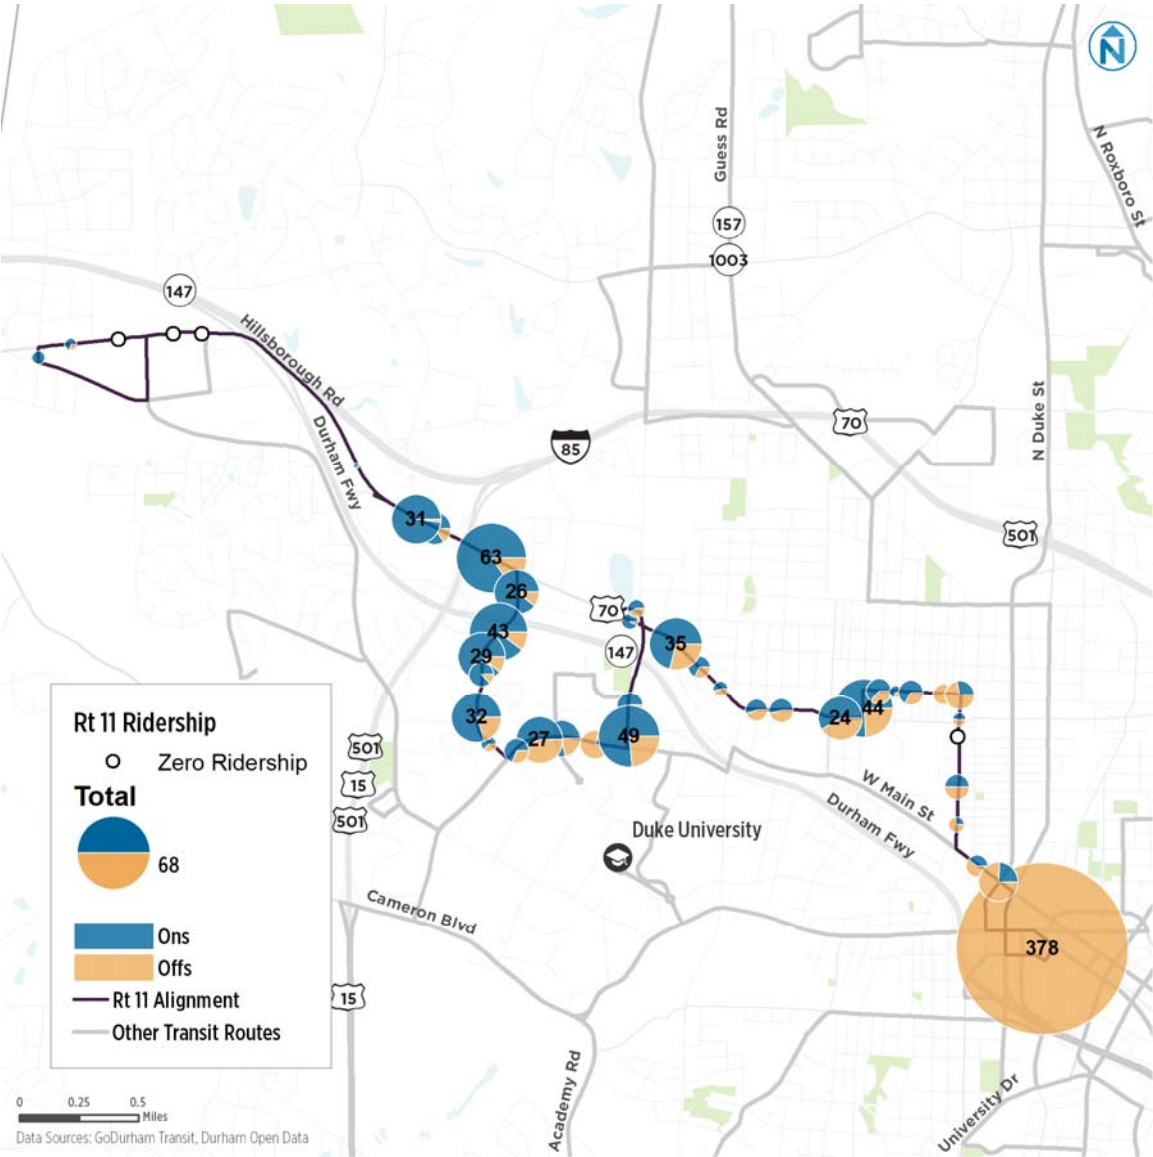 N
N Roxboro St
Guess Rd
157
1003
147
Hillsborough Rd
Durham Fwy
85
70
N Duke St
501
31
63
26
43
29
32
27
49
70
147
35
24
44
W Main St
Durham Fwy
Duke University
378
501
15
501
Cameron Blvd
15
Academy Rd
University Dr
Rt 11 Ridership
Zero Ridership
Total
68
Ons
Offs
Rt 11 Alignment
Other Transit Routes
0 0.25 0.5
Miles
Data Sources: GoDurham Transit, Durham Open Data